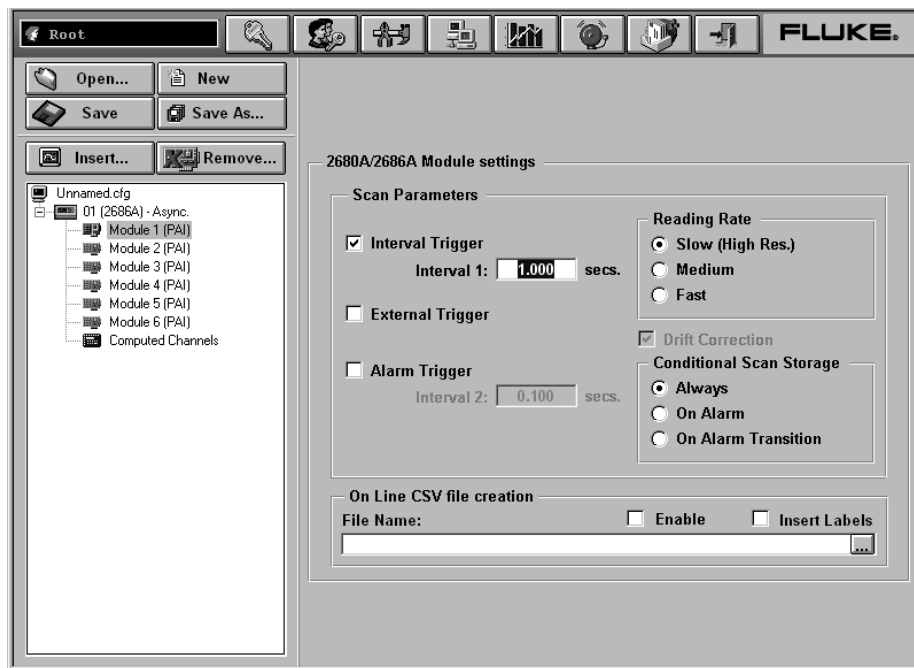 Root
FLUKE®
Open...
New
Save
Save As...
Insert...
Remove...
Unnamed.cfg
01 (2686A) - Async.
Module 1 (PAI)
Module 2 (PAI)
Module 3 (PAI)
Module 4 (PAI)
Module 5 (PAI)
Module 6 (PAI)
Computed Channels
2680A/2686A Module settings
Scan Parameters
Interval Trigger
Interval 1: 1.000 secs.
External Trigger
Alarm Trigger
Interval 2: 0.100 secs.
Reading Rate
Slow (High Res.)
Medium
Fast
Drift Correction
Conditional Scan Storage
Always
On Alarm
On Alarm Transition
On Line CSV file creation
File Name: Enable Insert Labels
...